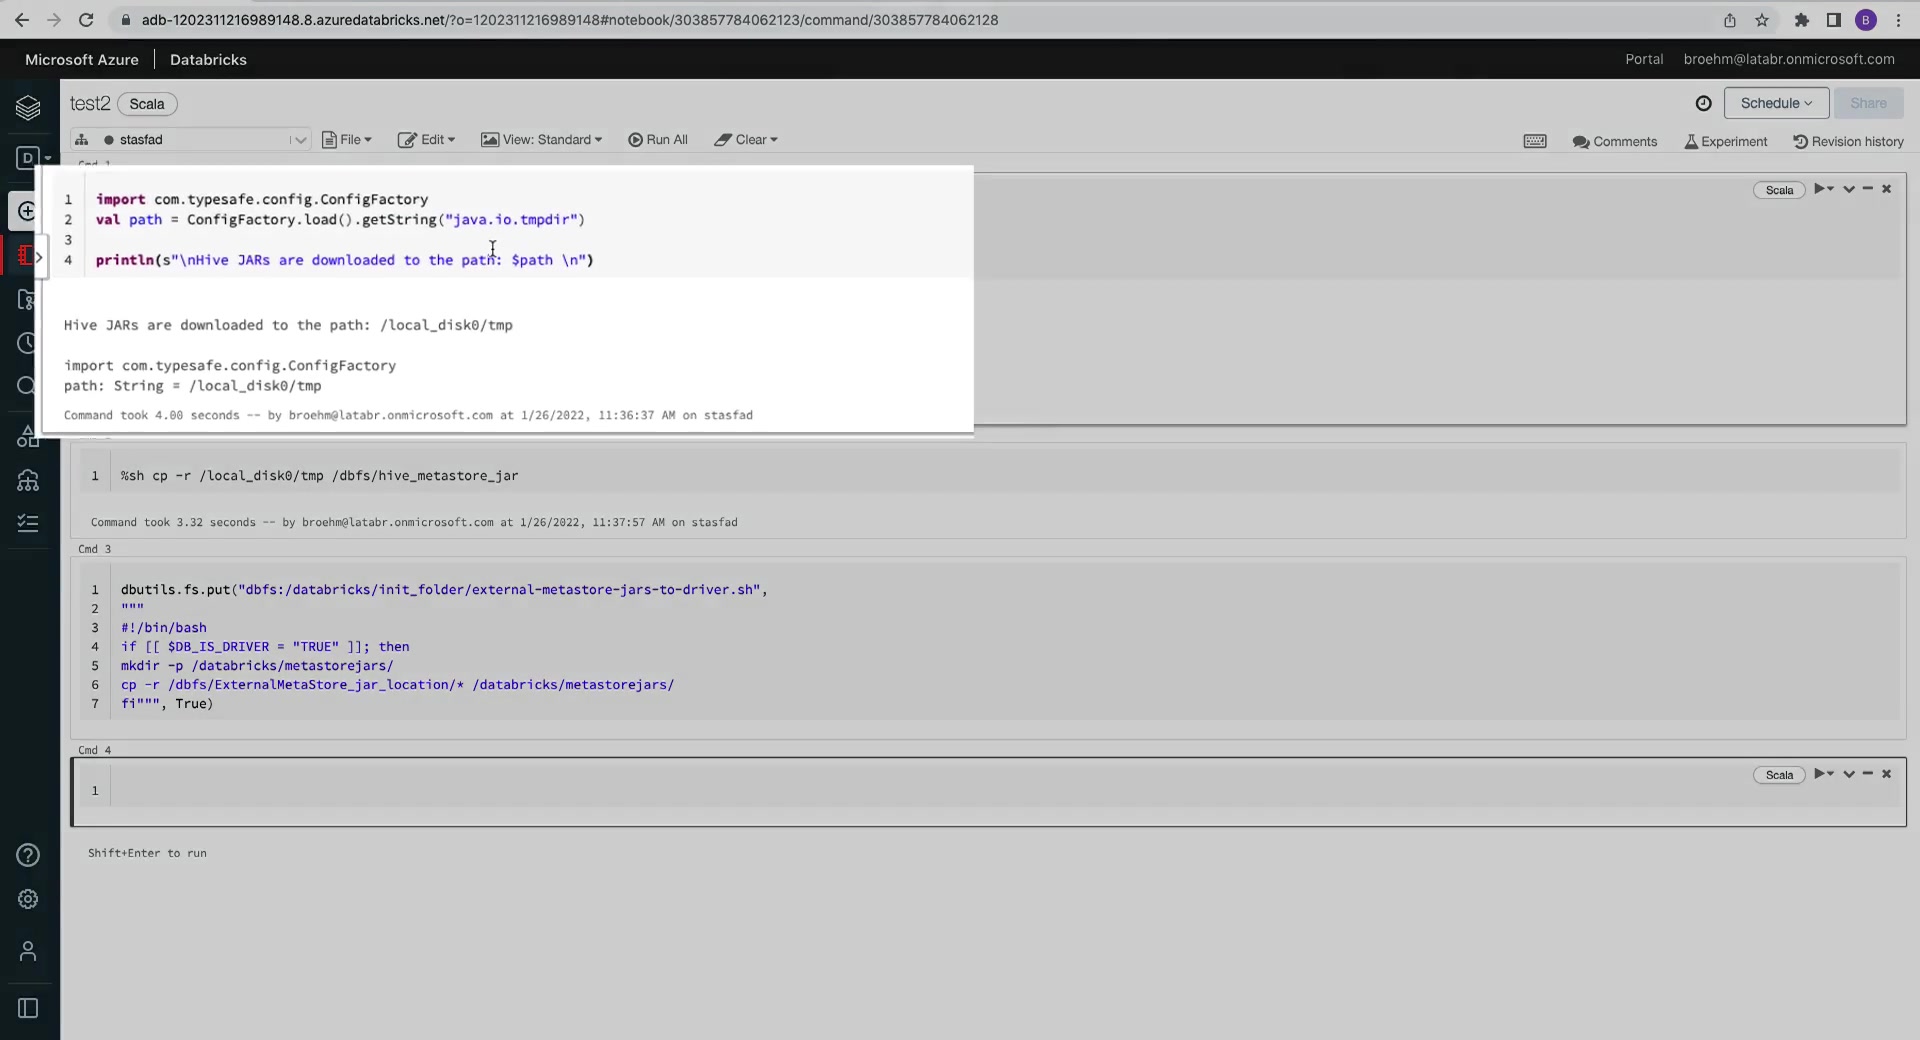 adb-1202311216989148.8.azuredatabricks.net/?o=1202311216989148#notebook/303857784062123/command/303857784062128
B
Microsoft Azure Databricks
Portal broehm@latabr.onmicrosoft.com
test2 Scala
Schedule Share
stasfad File Edit View: Standard Run All Clear
Comments Experiment Revision history
D
Cmd 1
Scala
1 import com.typesafe.config.ConfigFactory
2 val path = ConfigFactory.load().getString("java.io.tmpdir")
3
4 println(s"\nHive JARs are downloaded to the path: $path \n")
Hive JARs are downloaded to the path: /local_disk0/tmp
import com.typesafe.config.ConfigFactory
path: String = /local_disk0/tmp
Command took 4.00 seconds -- by broehm@latabr.onmicrosoft.com at 1/26/2022, 11:36:37 AM on stasfad
1 %sh cp -r /local_disk0/tmp /dbfs/hive_metastore_jar
Command took 3.32 seconds -- by broehm@latabr.onmicrosoft.com at 1/26/2022, 11:37:57 AM on stasfad
Cmd 3
1 dbutils.fs.put("dbfs:/databricks/init_folder/external-metastore-jars-to-driver.sh",
2 """
3 #!/bin/bash
4 if [[ $DB_IS_DRIVER = "TRUE" ]]; then
5 mkdir -p /databricks/metastorejars/
6 cp -r /dbfs/ExternalMetaStore_jar_location/* /databricks/metastorejars/
7 fi""", True)
Cmd 4
Scala
1
Shift+Enter to run